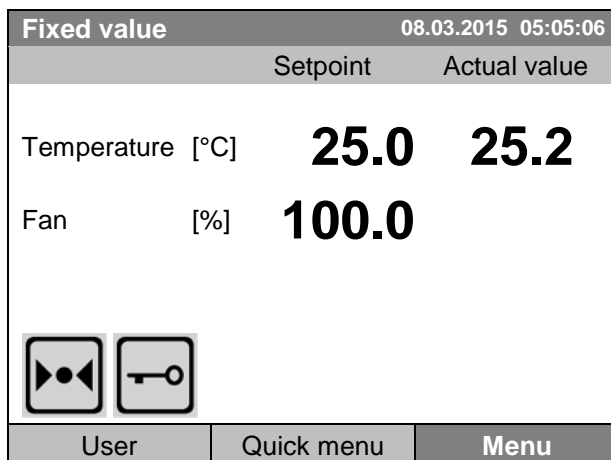 Fixed value 08.03.2015 05:05:06
Setpoint Actual value
Temperature [°C] 25.0 25.2
Fan [%] 100.0
User Quick menu Menu